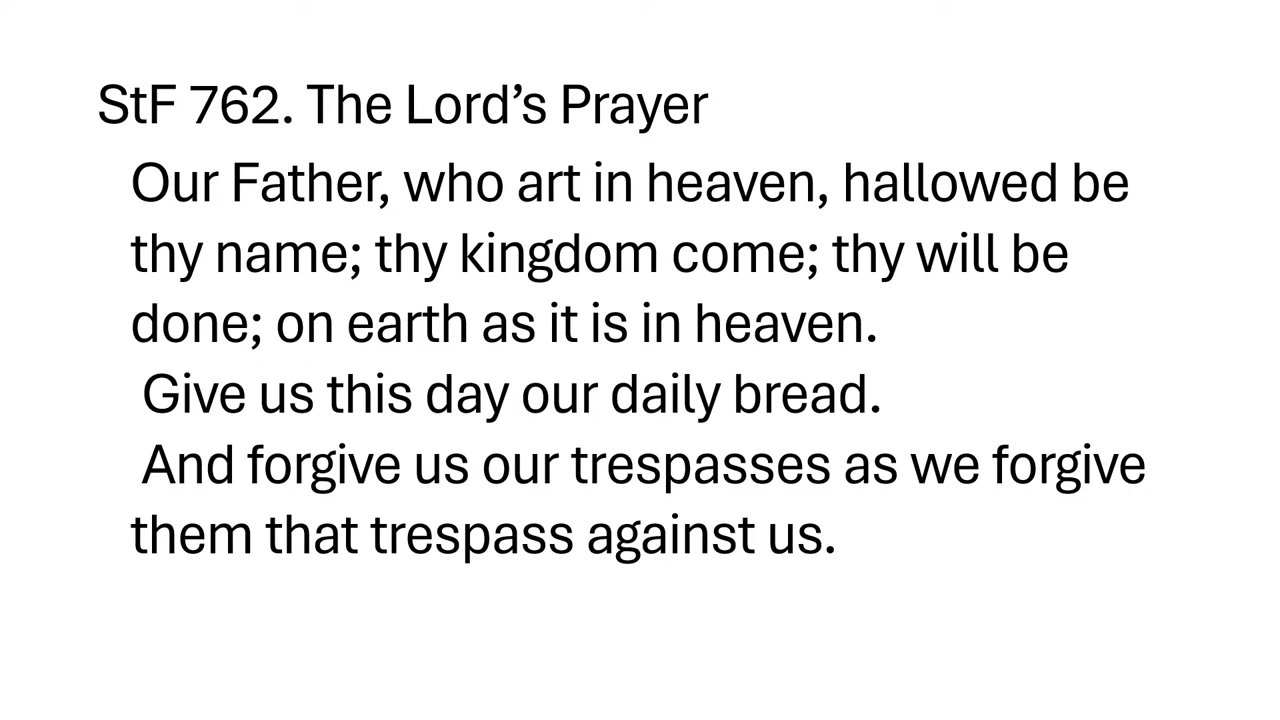 StF 762. The Lord’s Prayer
Our Father, who art in heaven, hallowed be
thy name; thy kingdom come; thy will be
done; on earth as it is in heaven.
Give us this day our daily bread.
And forgive us our trespasses as we forgive
them that trespass against us.